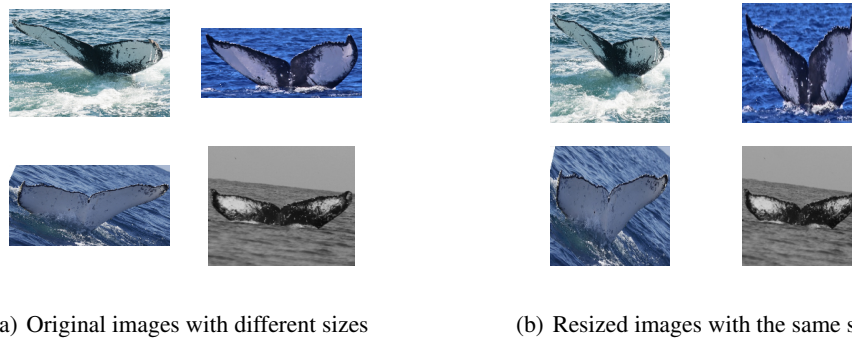 a) Original images with different sizes
(b) Resized images with the same s